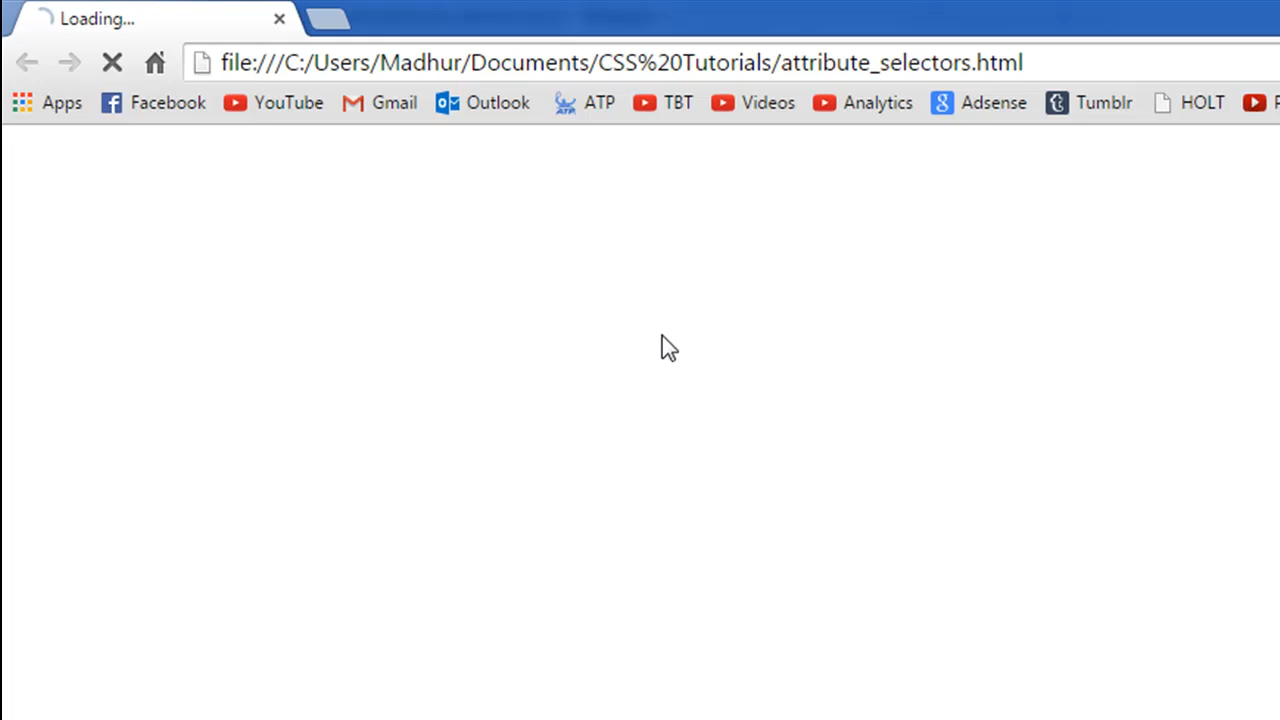 Loading...
file:///C:/Users/Madhur/Documents/CSS%20Tutorials/attribute_selectors.html
Apps Facebook YouTube Gmail Outlook ATP TBT Videos Analytics Adsense Tumblr HOLT